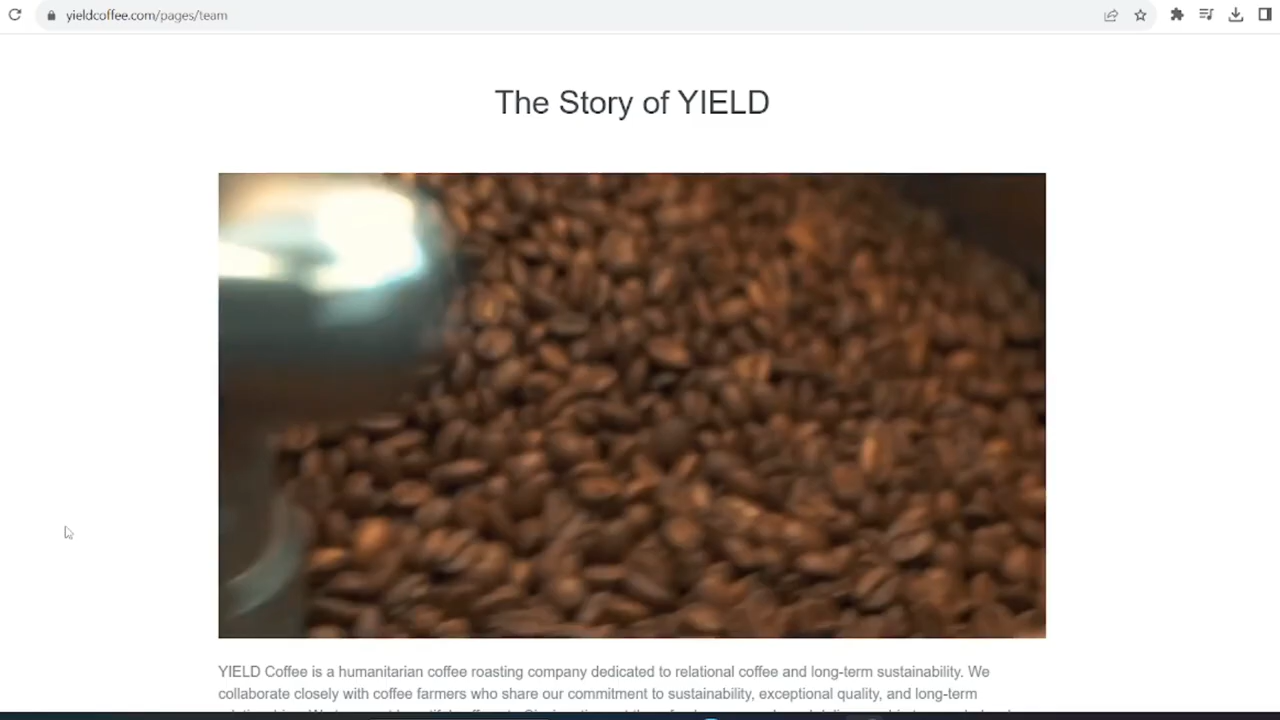 yieldcoffee.com/pages/team
The Story of YIELD
YIELD Coffee is a humanitarian coffee roasting company dedicated to relational coffee and long-term sustainability. We
collaborate closely with coffee farmers who share our commitment to sustainability, exceptional quality, and long-term